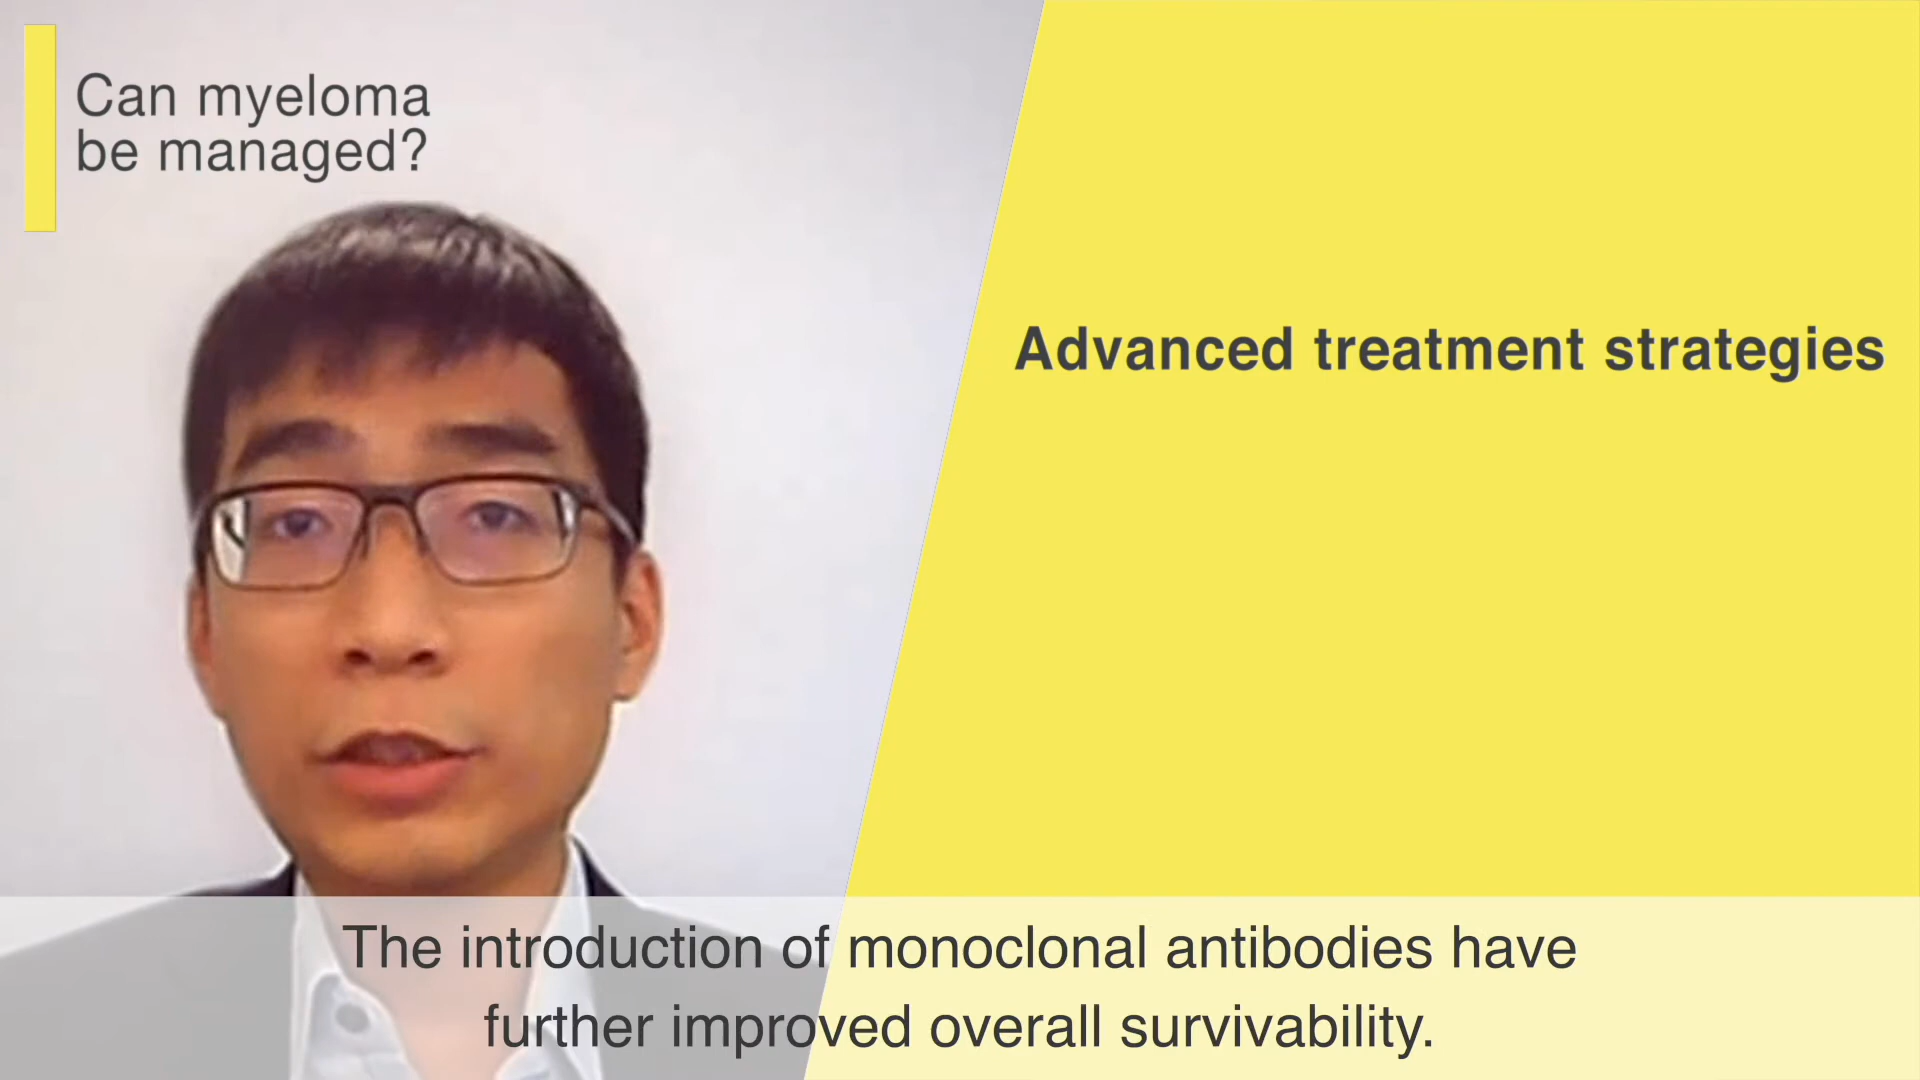 Can myeloma
be managed?
Advanced treatment strategies
The introduction of monoclonal antibodies have
further improved overall survivability.